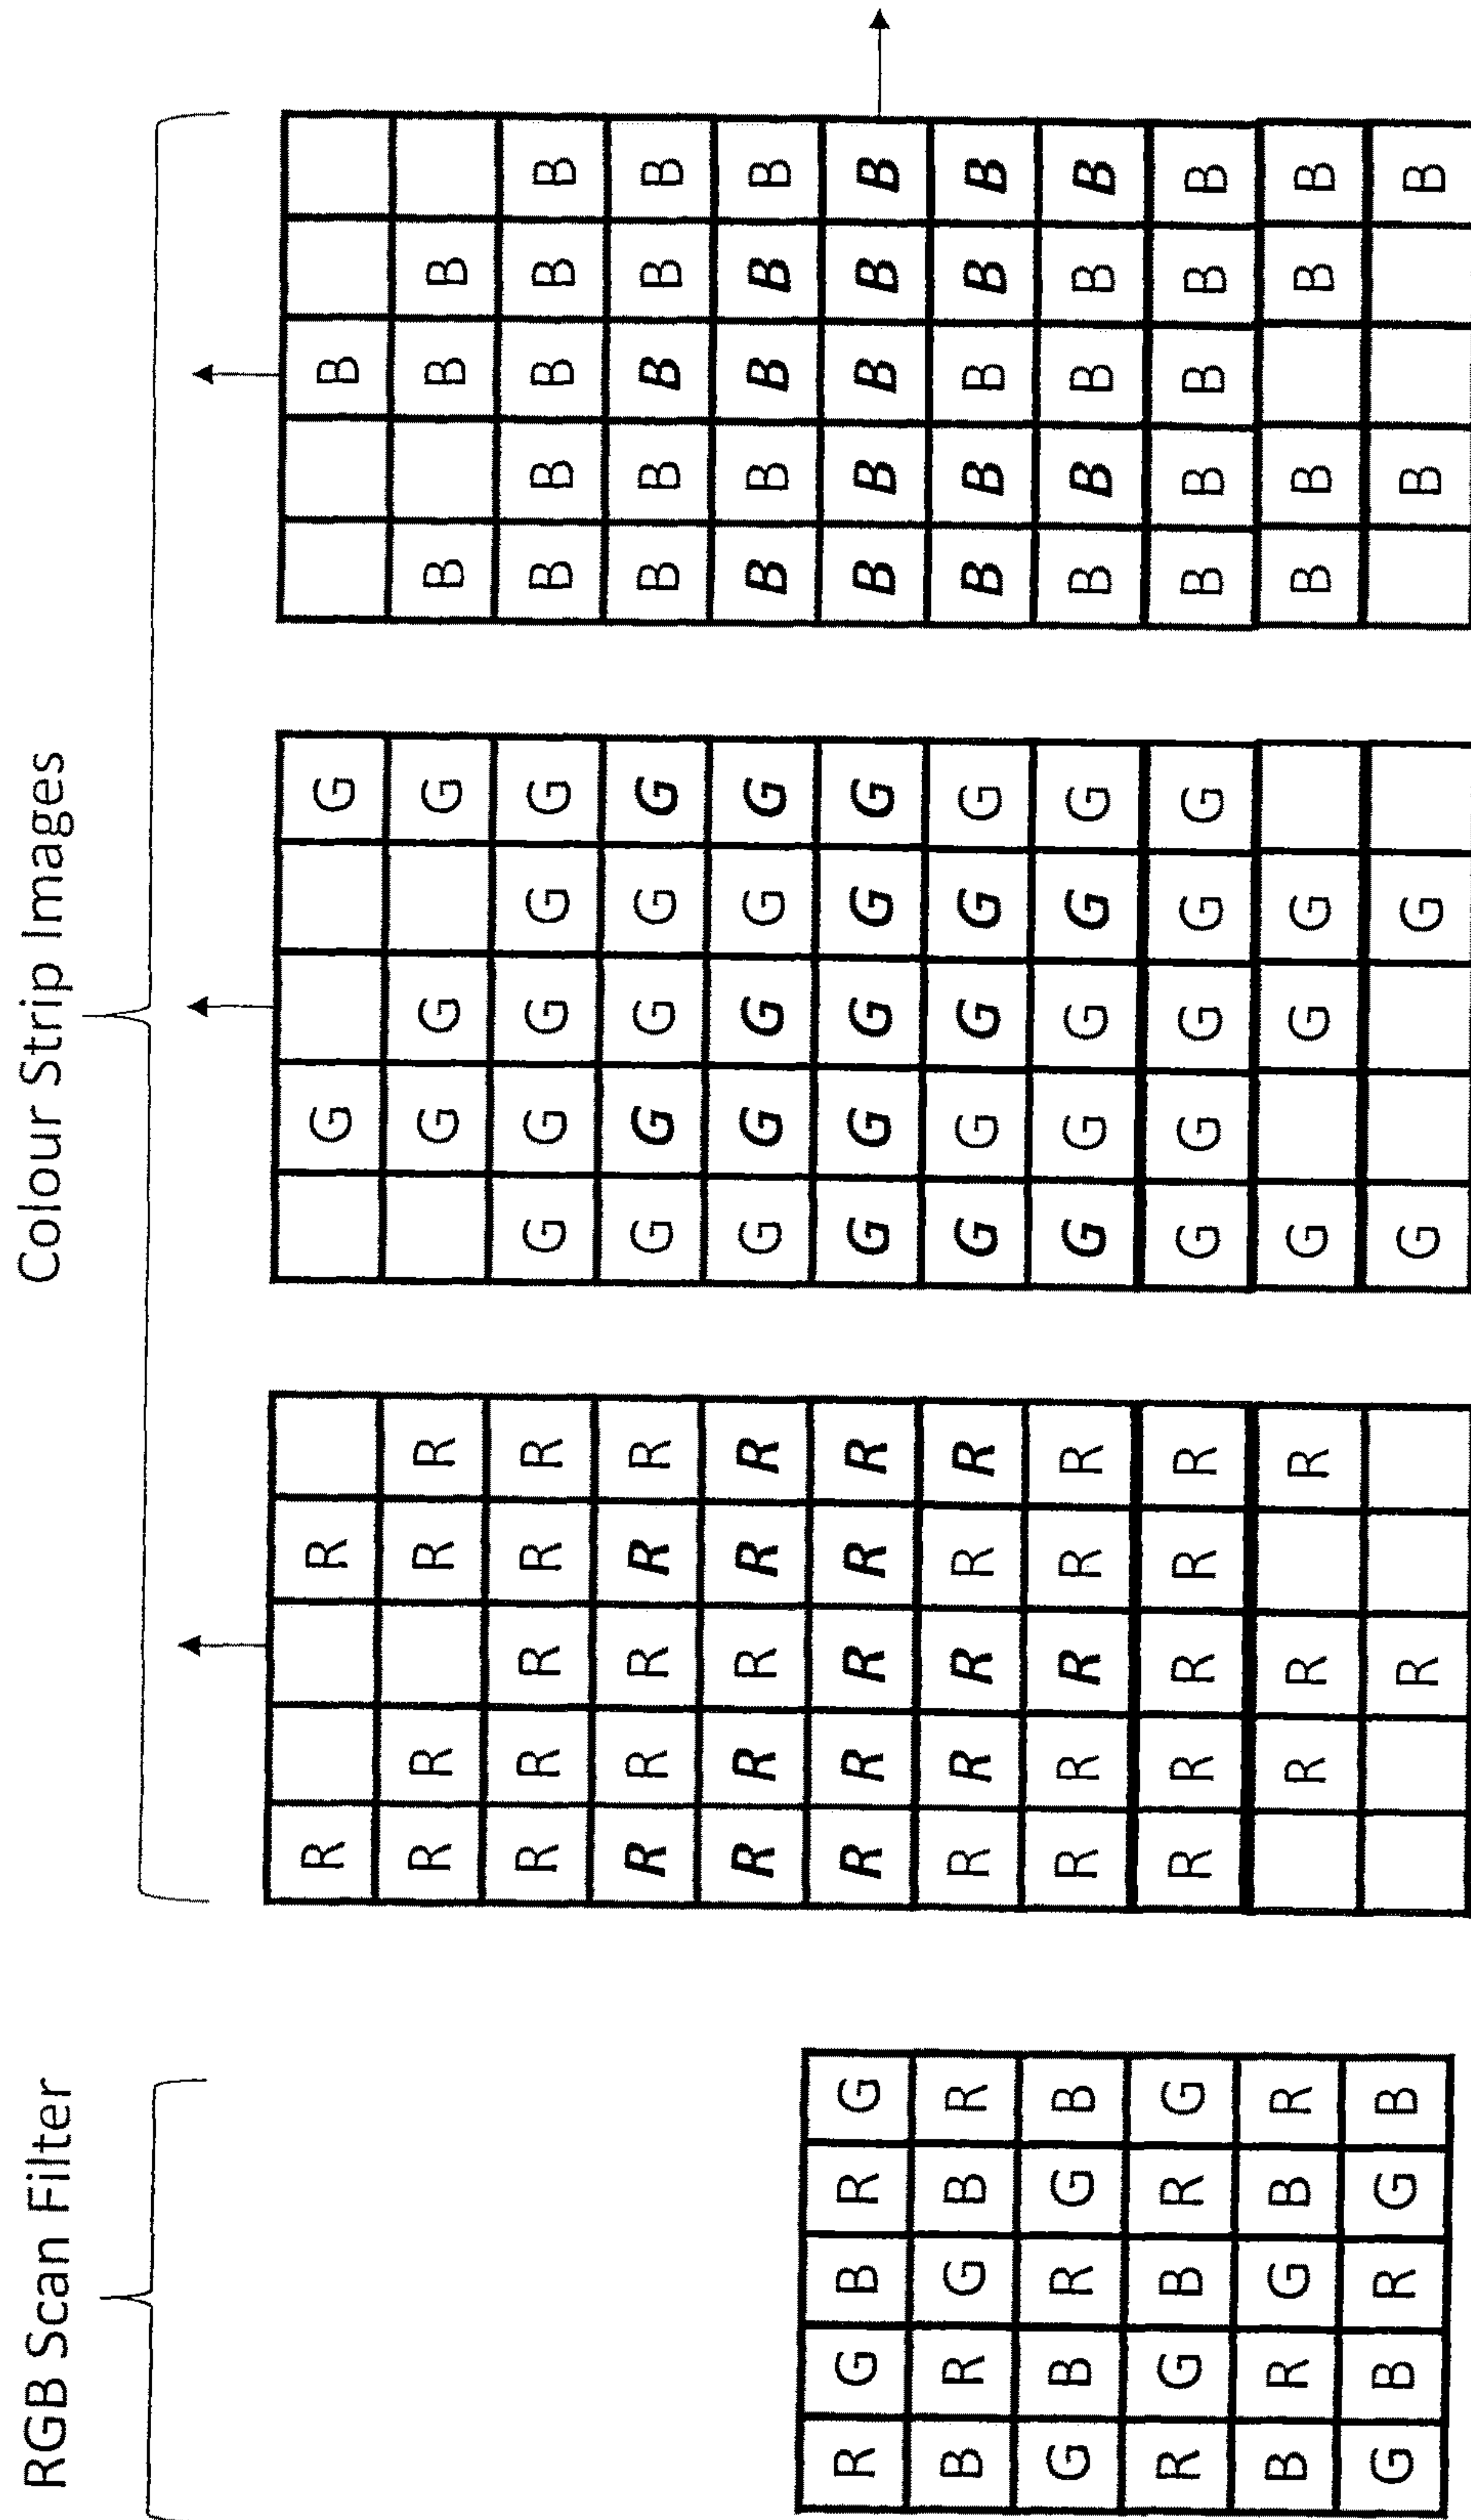 RGB Scan Filter
Colour Strip Images
R R G G B
R R R R G G G B B B
R R R R R G G G G G B B B B B
R R R R R G G G G G B B B B B
R R R R R G G G G G B B B B B
R G B R G R R R R R G G G G G B B B B B
B R G B R R R R R R G G G G G B B B B B
G B R G B R R R R R G G G G G B B B B B
R G B R G R R R R R G G G G G B B B B B
B R G B R R R R G G G B B B B
G B R G B R G G B B